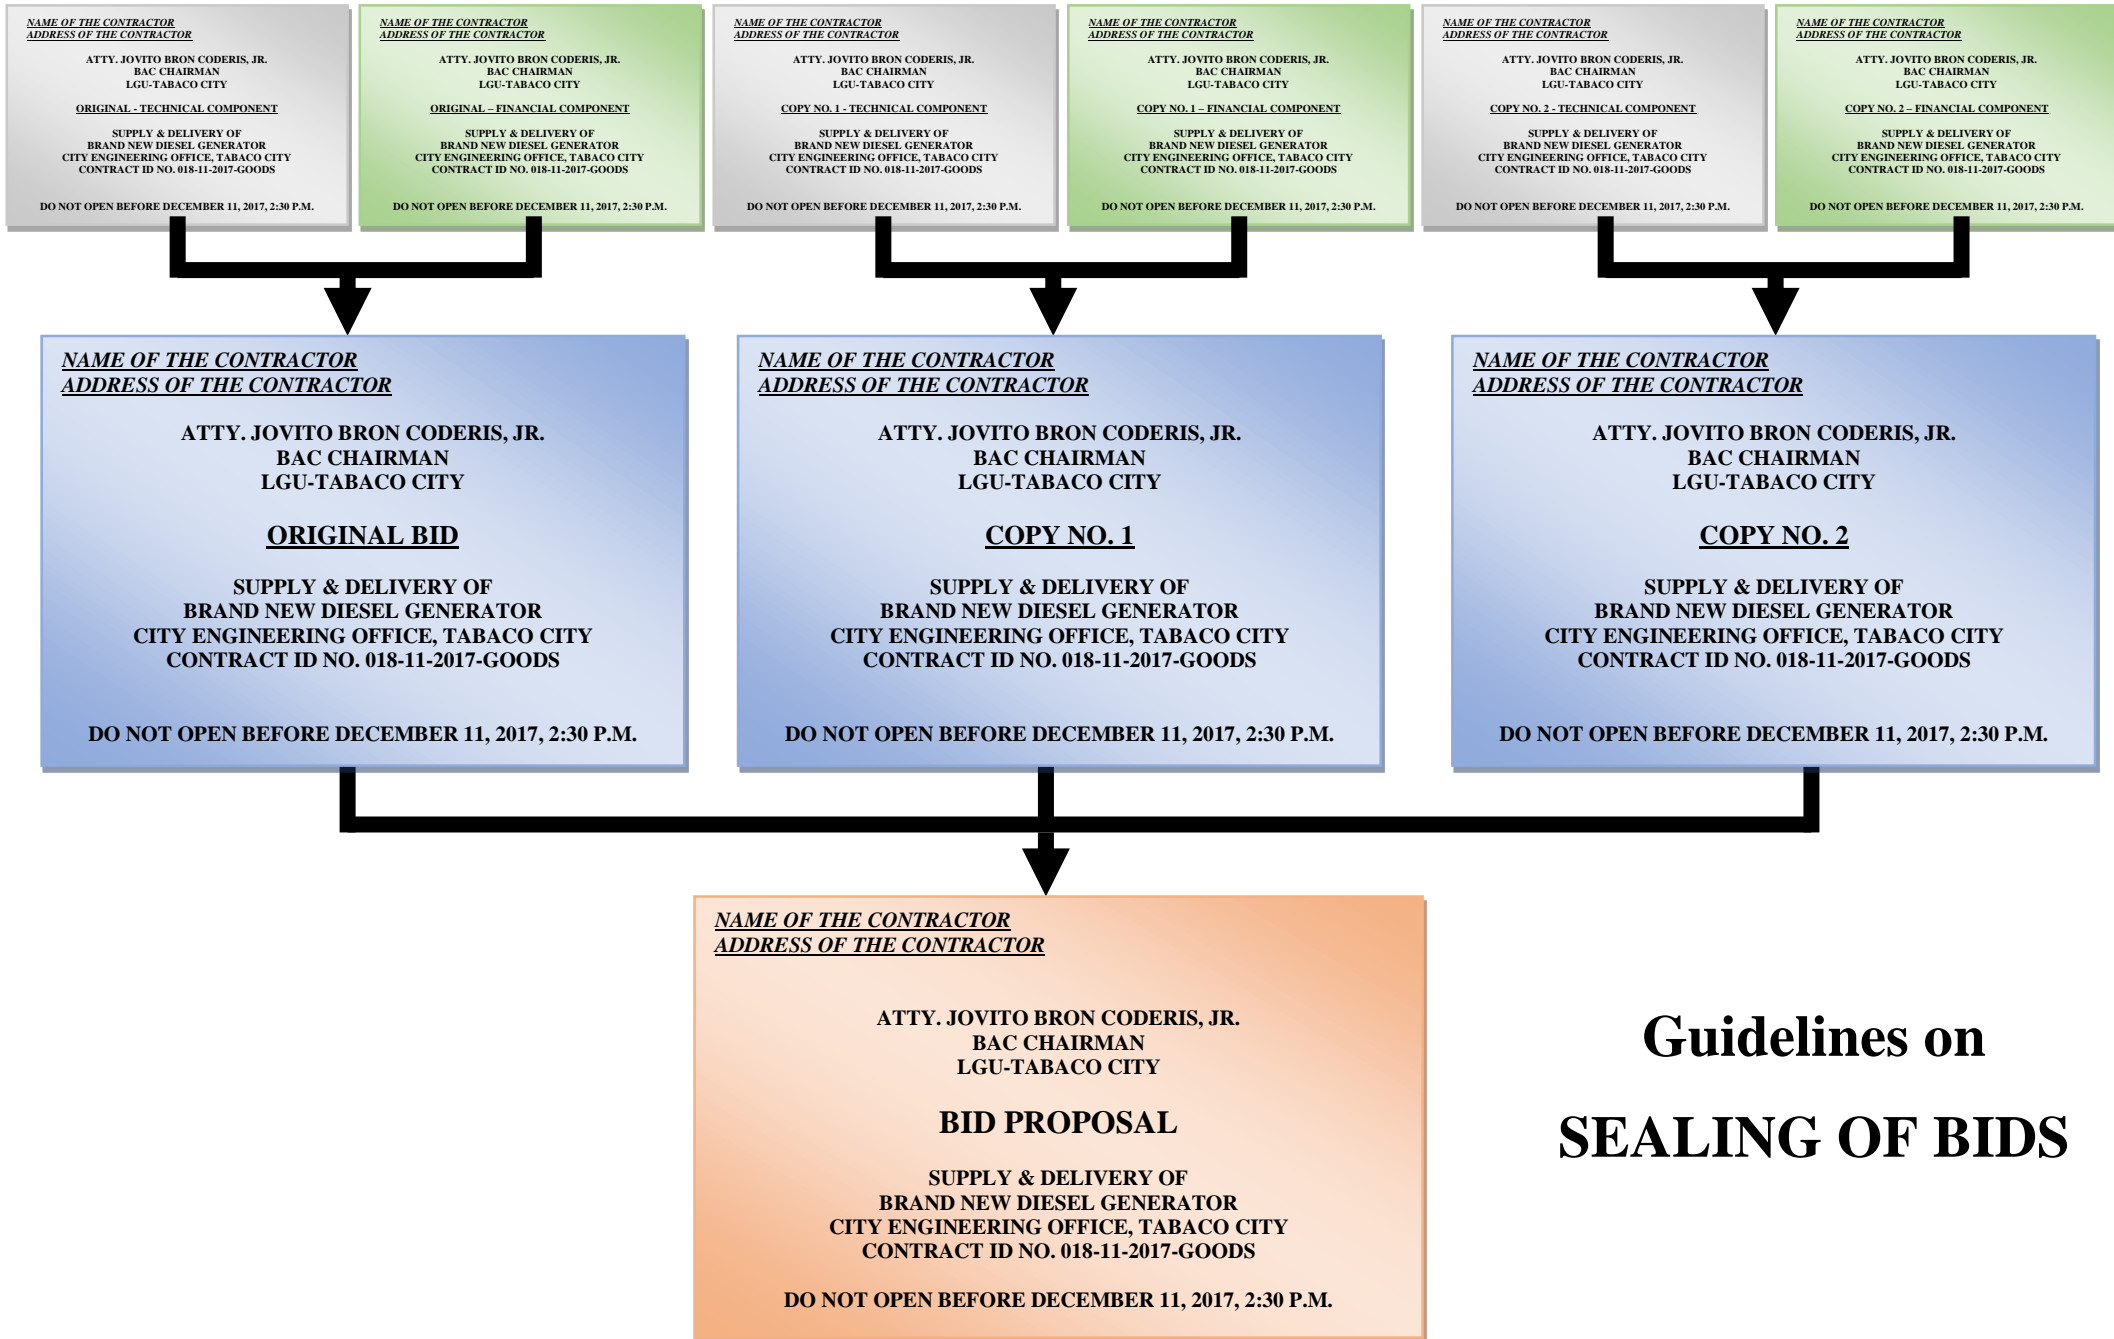 NAME OF THE CONTRACTOR
ADDRESS OF THE CONTRACTOR
ATTY. JOVITO BRON CODERIS, JR.
BAC CHAIRMAN
LGU-TABACO CITY
ORIGINAL - TECHNICAL COMPONENT
SUPPLY & DELIVERY OF
BRAND NEW DIESEL GENERATOR
CITY ENGINEERING OFFICE, TABACO CITY
CONTRACT ID NO. 018-11-2017-GOODS
DO NOT OPEN BEFORE DECEMBER 11, 2017, 2:30 P.M.
NAME OF THE CONTRACTOR
ADDRESS OF THE CONTRACTOR
ATTY. JOVITO BRON CODERIS, JR.
BAC CHAIRMAN
LGU-TABACO CITY
ORIGINAL – FINANCIAL COMPONENT
SUPPLY & DELIVERY OF
BRAND NEW DIESEL GENERATOR
CITY ENGINEERING OFFICE, TABACO CITY
CONTRACT ID NO. 018-11-2017-GOODS
DO NOT OPEN BEFORE DECEMBER 11, 2017, 2:30 P.M.
NAME OF THE CONTRACTOR
ADDRESS OF THE CONTRACTOR
ATTY. JOVITO BRON CODERIS, JR.
BAC CHAIRMAN
LGU-TABACO CITY
COPY NO. 1 - TECHNICAL COMPONENT
SUPPLY & DELIVERY OF
BRAND NEW DIESEL GENERATOR
CITY ENGINEERING OFFICE, TABACO CITY
CONTRACT ID NO. 018-11-2017-GOODS
DO NOT OPEN BEFORE DECEMBER 11, 2017, 2:30 P.M.
NAME OF THE CONTRACTOR
ADDRESS OF THE CONTRACTOR
ATTY. JOVITO BRON CODERIS, JR.
BAC CHAIRMAN
LGU-TABACO CITY
COPY NO. 1 – FINANCIAL COMPONENT
SUPPLY & DELIVERY OF
BRAND NEW DIESEL GENERATOR
CITY ENGINEERING OFFICE, TABACO CITY
CONTRACT ID NO. 018-11-2017-GOODS
DO NOT OPEN BEFORE DECEMBER 11, 2017, 2:30 P.M.
NAME OF THE CONTRACTOR
ADDRESS OF THE CONTRACTOR
ATTY. JOVITO BRON CODERIS, JR.
BAC CHAIRMAN
LGU-TABACO CITY
COPY NO. 2 - TECHNICAL COMPONENT
SUPPLY & DELIVERY OF
BRAND NEW DIESEL GENERATOR
CITY ENGINEERING OFFICE, TABACO CITY
CONTRACT ID NO. 018-11-2017-GOODS
DO NOT OPEN BEFORE DECEMBER 11, 2017, 2:30 P.M.
NAME OF THE CONTRACTOR
ADDRESS OF THE CONTRACTOR
ATTY. JOVITO BRON CODERIS, JR.
BAC CHAIRMAN
LGU-TABACO CITY
COPY NO. 2 – FINANCIAL COMPONENT
SUPPLY & DELIVERY OF
BRAND NEW DIESEL GENERATOR
CITY ENGINEERING OFFICE, TABACO CITY
CONTRACT ID NO. 018-11-2017-GOODS
DO NOT OPEN BEFORE DECEMBER 11, 2017, 2:30 P.M.
NAME OF THE CONTRACTOR
ADDRESS OF THE CONTRACTOR
ATTY. JOVITO BRON CODERIS, JR.
BAC CHAIRMAN
LGU-TABACO CITY
ORIGINAL BID
SUPPLY & DELIVERY OF
BRAND NEW DIESEL GENERATOR
CITY ENGINEERING OFFICE, TABACO CITY
CONTRACT ID NO. 018-11-2017-GOODS
DO NOT OPEN BEFORE DECEMBER 11, 2017, 2:30 P.M.
NAME OF THE CONTRACTOR
ADDRESS OF THE CONTRACTOR
ATTY. JOVITO BRON CODERIS, JR.
BAC CHAIRMAN
LGU-TABACO CITY
COPY NO. 1
SUPPLY & DELIVERY OF
BRAND NEW DIESEL GENERATOR
CITY ENGINEERING OFFICE, TABACO CITY
CONTRACT ID NO. 018-11-2017-GOODS
DO NOT OPEN BEFORE DECEMBER 11, 2017, 2:30 P.M.
NAME OF THE CONTRACTOR
ADDRESS OF THE CONTRACTOR
ATTY. JOVITO BRON CODERIS, JR.
BAC CHAIRMAN
LGU-TABACO CITY
COPY NO. 2
SUPPLY & DELIVERY OF
BRAND NEW DIESEL GENERATOR
CITY ENGINEERING OFFICE, TABACO CITY
CONTRACT ID NO. 018-11-2017-GOODS
DO NOT OPEN BEFORE DECEMBER 11, 2017, 2:30 P.M.
NAME OF THE CONTRACTOR
ADDRESS OF THE CONTRACTOR
ATTY. JOVITO BRON CODERIS, JR.
BAC CHAIRMAN
LGU-TABACO CITY
BID PROPOSAL
SUPPLY & DELIVERY OF
BRAND NEW DIESEL GENERATOR
CITY ENGINEERING OFFICE, TABACO CITY
CONTRACT ID NO. 018-11-2017-GOODS
DO NOT OPEN BEFORE DECEMBER 11, 2017, 2:30 P.M.
Guidelines on
SEALING OF BIDS